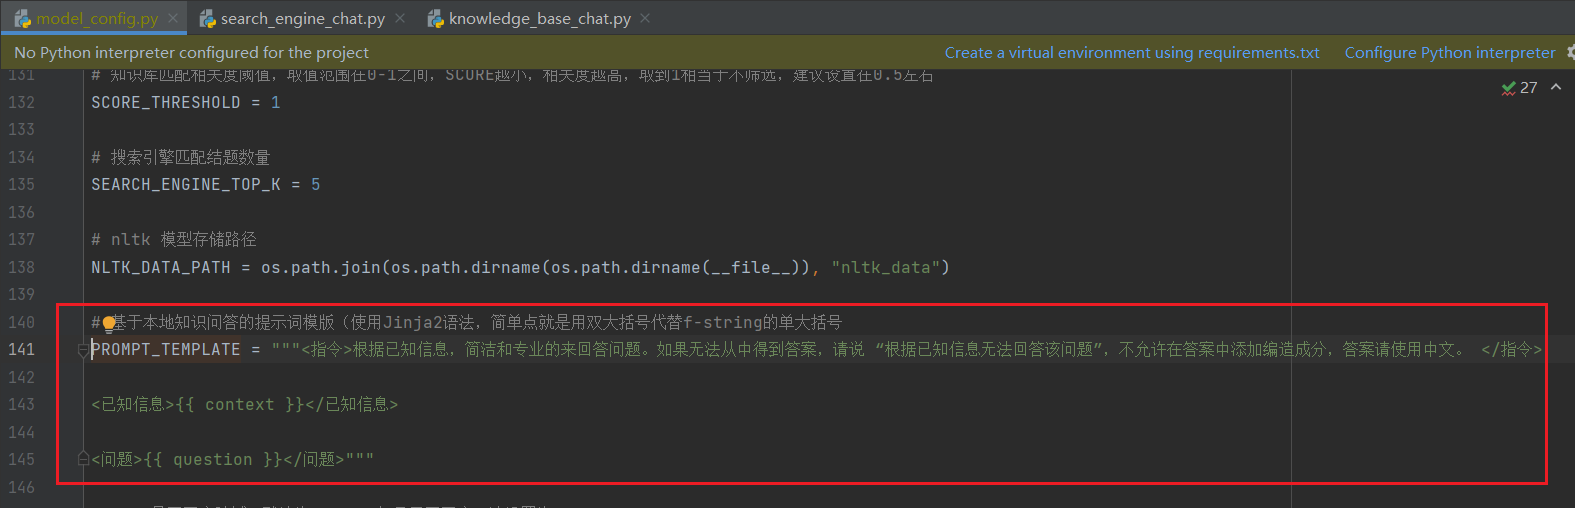 model_config.py × search_engine_chat.py × knowledge_base_chat.py ×
No Python interpreter configured for the project Create a virtual environment using requirements.txt Configure Python interpreter
131 # 知识库匹配相关度阈值，取值范围在0-1之间，SCORE越小，相关度越高，取到1相当于不筛选，建议设置在0.5左右
132 SCORE_THRESHOLD = 1 27
133
134 # 搜索引擎匹配结题数量
135 SEARCH_ENGINE_TOP_K = 5
136
137 # nltk 模型存储路径
138 NLTK_DATA_PATH = os.path.join(os.path.dirname(os.path.dirname(__file__)), "nltk_data")
139
140 # 基于本地知识问答的提示词模版（使用Jinja2语法，简单点就是用双大括号代替f-string的单大括号
141 PROMPT_TEMPLATE = """<指令>根据已知信息，简洁和专业的来回答问题。如果无法从中得到答案，请说 “根据已知信息无法回答该问题”，不允许在答案中添加编造成分，答案请使用中文。 </指令>
142
143 <已知信息>{{ context }}</已知信息>
144
145 <问题>{{ question }}</问题>"""
146